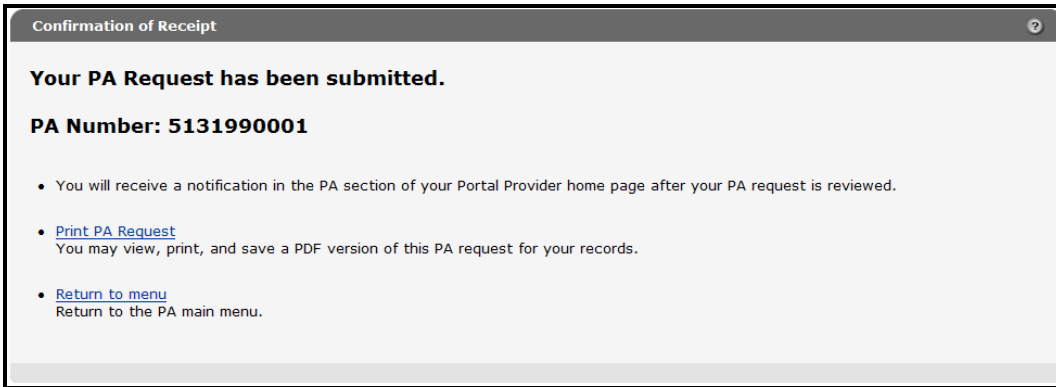 Confirmation of Receipt
?
Your PA Request has been submitted.
PA Number: 5131990001
• You will receive a notification in the PA section of your Portal Provider home page after your PA request is reviewed.
• Print PA Request
You may view, print, and save a PDF version of this PA request for your records.
• Return to menu
Return to the PA main menu.